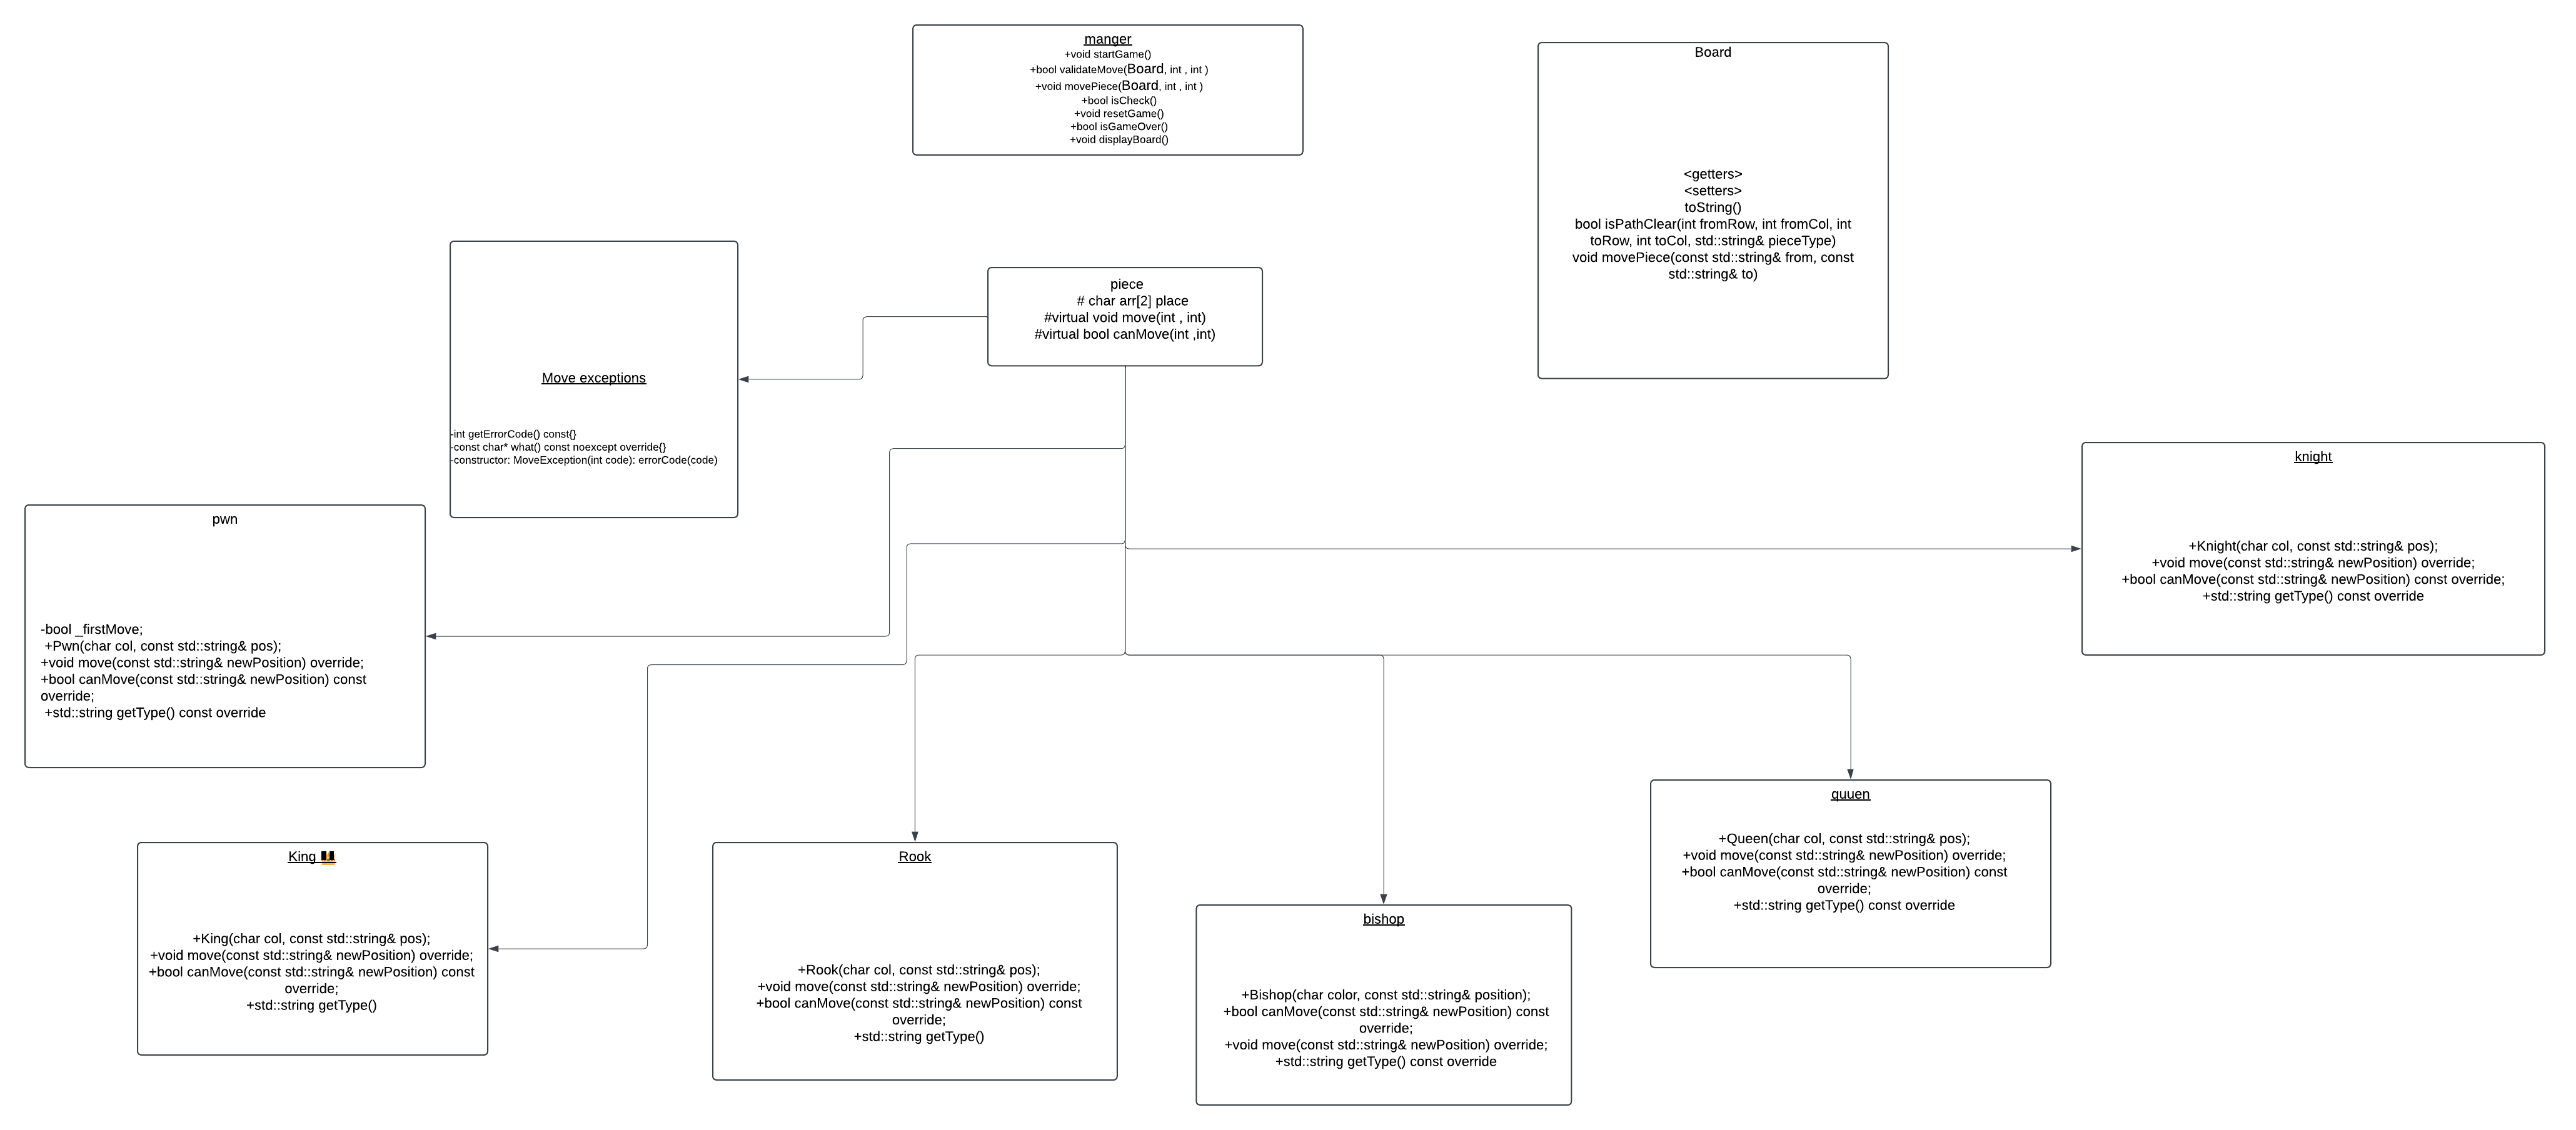 manger
+void startGame()
+bool validateMove(Board, int , int )
+void movePiece(Board, int , int )
+bool isCheck()
+void resetGame()
+bool isGameOver()
+void displayBoard()
Board
<getters>
<setters>
toString()
bool isPathClear(int fromRow, int fromCol, int
toRow, int toCol, std::string& pieceType)
void movePiece(const std::string& from, const
std::string& to)
piece
# char arr[2] place
#virtual void move(int , int)
#virtual bool canMove(int ,int)
Move exceptions
-int getErrorCode() const{}
-const char* what() const noexcept override{}
-constructor: MoveException(int code): errorCode(code)
knight
+Knight(char col, const std::string& pos);
+void move(const std::string& newPosition) override;
+bool canMove(const std::string& newPosition) const override;
+std::string getType() const override
pwn
-bool _firstMove;
+Pwn(char col, const std::string& pos);
+void move(const std::string& newPosition) override;
+bool canMove(const std::string& newPosition) const
override;
+std::string getType() const override
quuen
+Queen(char col, const std::string& pos);
+void move(const std::string& newPosition) override;
+bool canMove(const std::string& newPosition) const
override;
+std::string getType() const override
King
+King(char col, const std::string& pos);
+void move(const std::string& newPosition) override;
+bool canMove(const std::string& newPosition) const
override;
+std::string getType()
Rook
+Rook(char col, const std::string& pos);
+void move(const std::string& newPosition) override;
+bool canMove(const std::string& newPosition) const
override;
+std::string getType()
bishop
+Bishop(char color, const std::string& position);
+bool canMove(const std::string& newPosition) const
override;
+void move(const std::string& newPosition) override;
+std::string getType() const override